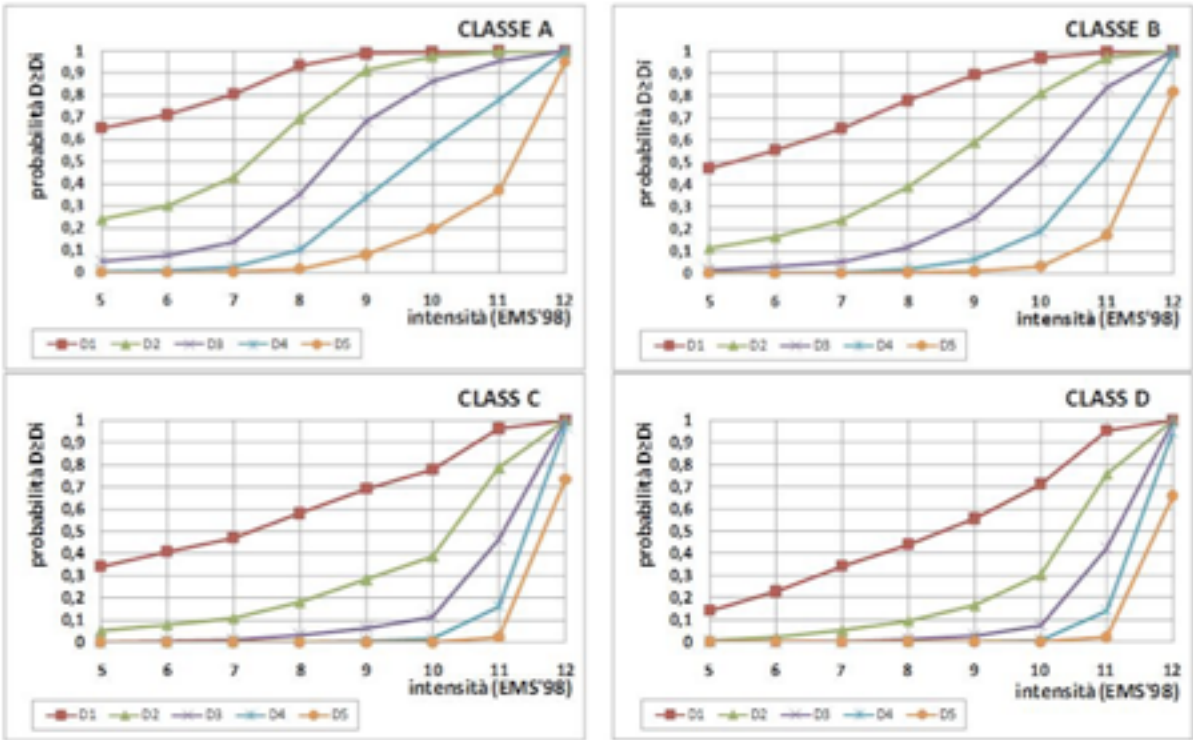 CLASSE A
probabilità D≥Di
1
0,9
0,8
0,7
0,6
0,5
0,4
0,3
0,2
0,1
0
5 6 7 8 9 10 11 12
intensità (EMS'98)
D1 D2 D3 D4 D5
CLASSE B
probabilità D≥Di
1
0,9
0,8
0,7
0,6
0,5
0,4
0,3
0,2
0,1
0
5 6 7 8 9 10 11 12
intensità (EMS'98)
D1 D2 D3 D4 D5
CLASS C
probabilità D≥Di
1
0,9
0,8
0,7
0,6
0,5
0,4
0,3
0,2
0,1
0
5 6 7 8 9 10 11 12
intensità (EMS'98)
D1 D2 D3 D4 D5
CLASS D
probabilità D≥Di
1
0,9
0,8
0,7
0,6
0,5
0,4
0,3
0,2
0,1
0
5 6 7 8 9 10 11 12
intensità (EMS'98)
D1 D2 D3 D4 D5